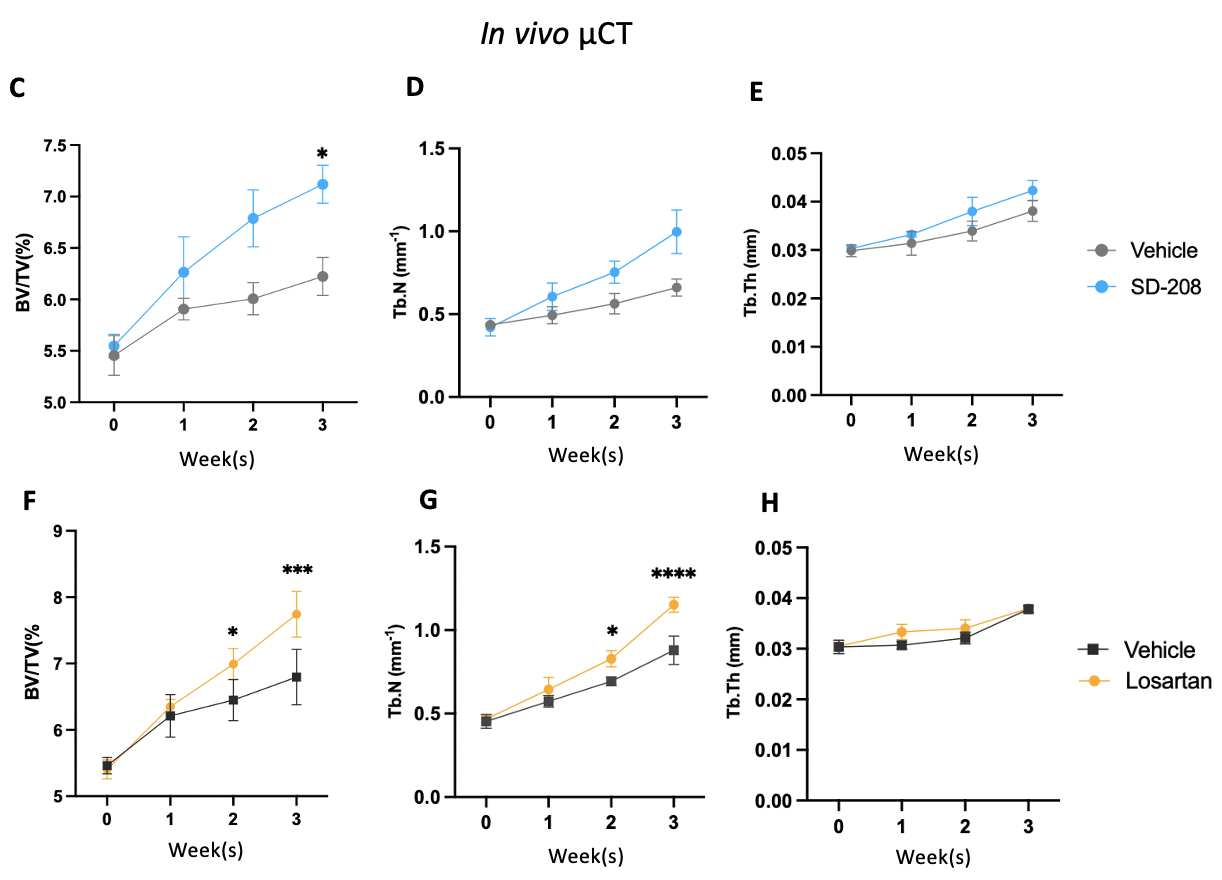 In vivo µCT
C
D
E
BV/TV(%)
7.5
7.0
6.5
6.0
5.5
5.0
*
0 1 2 3
Week(s)
Tb.N (mm-1)
1.5
1.0
0.5
0.0
0 1 2 3
Week(s)
Tb.Th (mm)
0.05
0.04
0.03
0.02
0.01
0.00
0 1 2 3
Week(s)
Vehicle
SD-208
F
G
H
BV/TV(%
9
8
7
6
5
*
***
0 1 2 3
Week(s)
Tb.N (mm-1)
1.5
1.0
0.5
0.0
*
****
0 1 2 3
Week(s)
Tb.Th (mm)
0.05
0.04
0.03
0.02
0.01
0.00
0 1 2 3
Week(s)
Vehicle
Losartan